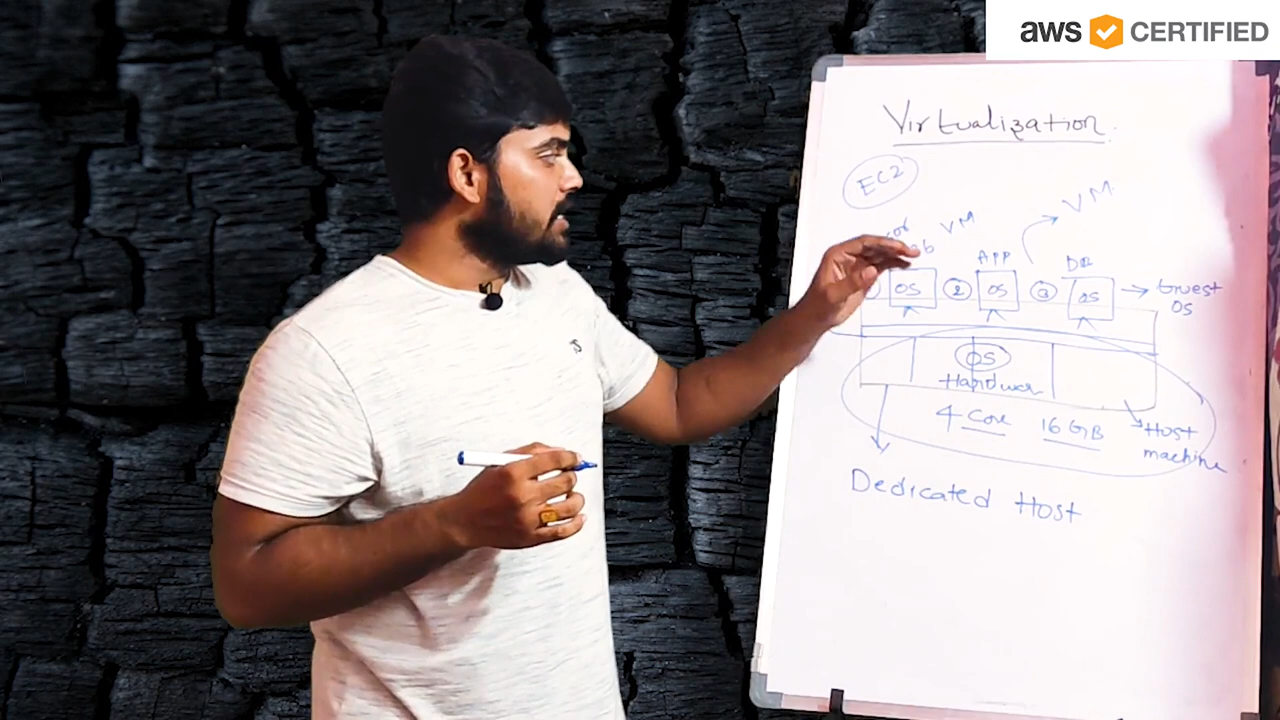 aws CERTIFIED
Virtualization
EC2
VM
VM
APP
DB
OS 2 OS 3 OS
Guest
OS
OS
Hardwar
4 Core 16 GB
Host
machine
Dedicated Host